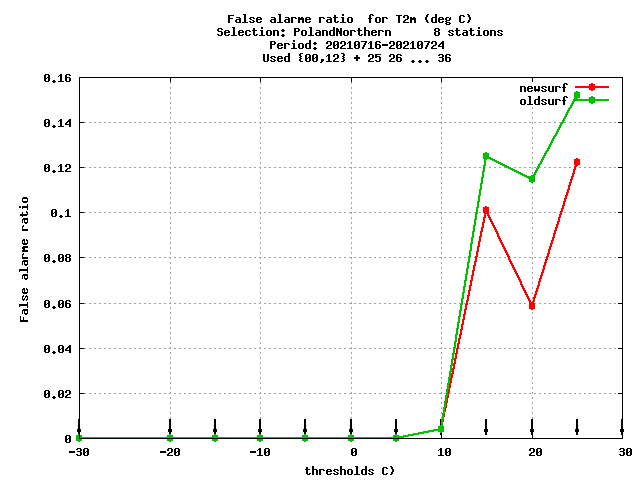 False alarme ratio  for T2m (deg C)
Selection: PolandNorthern      8 stations
Period: 20210716-20210724
Used {00,12} + 25 26 ... 36
newsurf
oldsurf
0.16
0.14
0.12
0.1
0.08
0.06
0.04
0.02
0
False alarme ratio
-30 -20 -10 0 10 20 30
thresholds C)